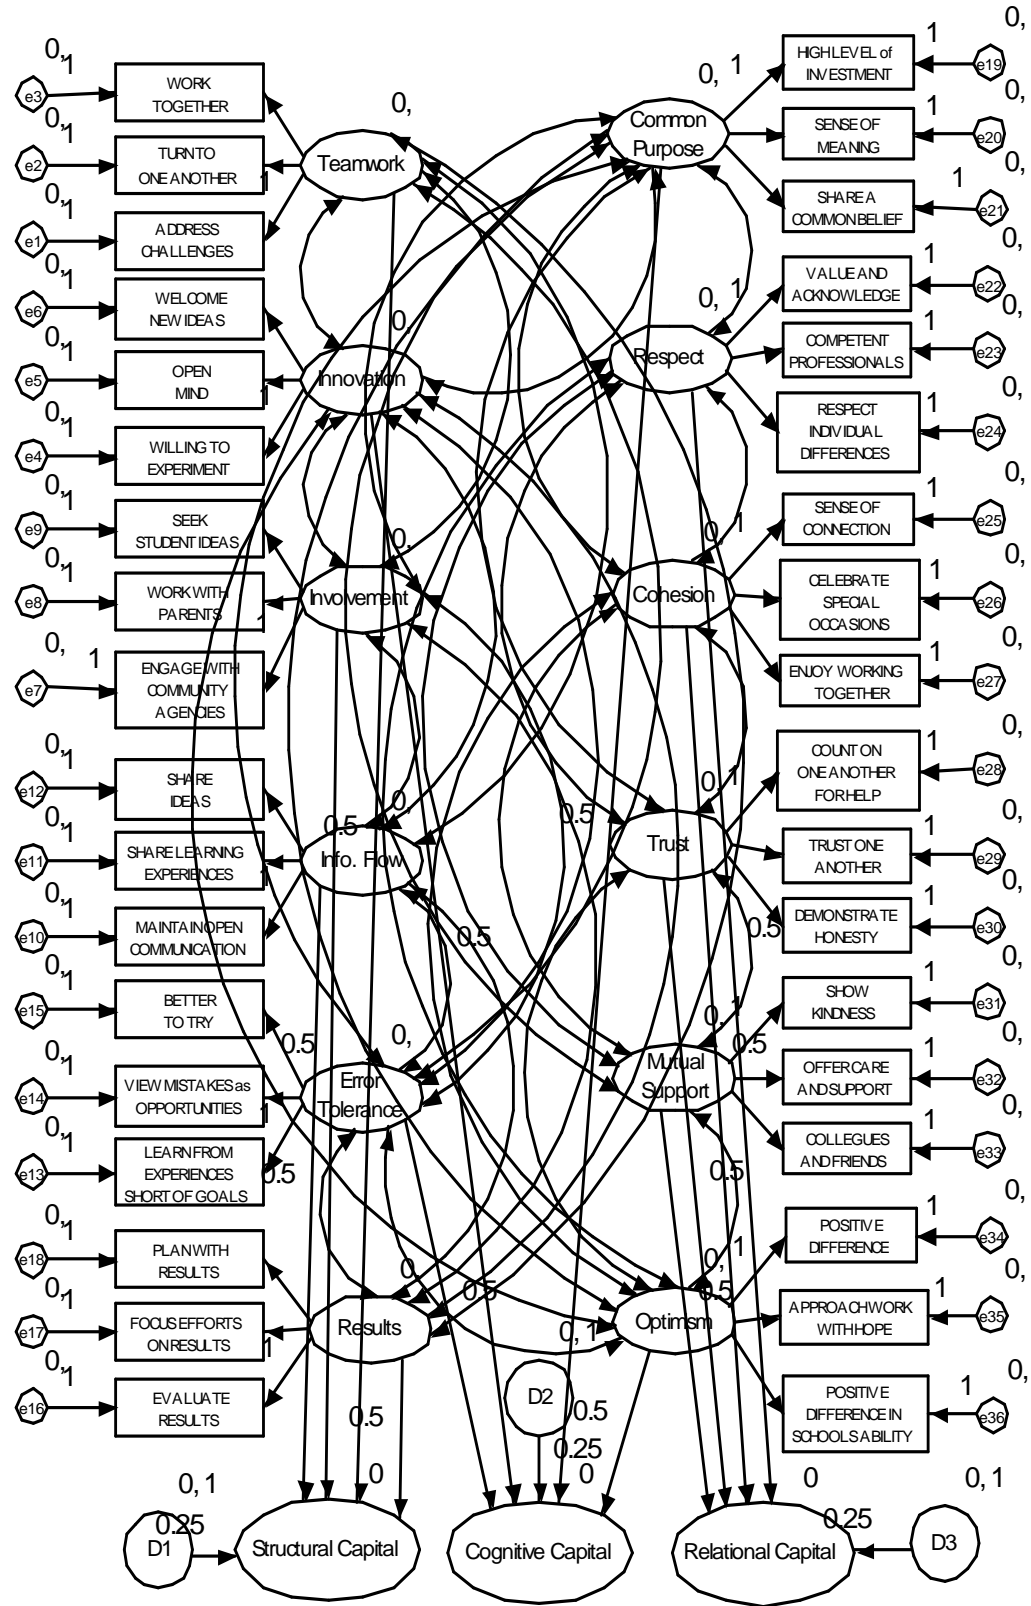 0,
1
e3
WORK
TOGETHER
0,
1
e2
TURN TO
ONE ANOTHER
1
0,
1
e1
ADDRESS
CHALLENGES
0,
1
e6
WELCOME
NEW IDEAS
0,
1
e5
OPEN
MIND
1
0,
1
e4
WILLING TO
EXPERIMENT
0,
1
e9
SEEK
STUDENT IDEAS
0,
1
e8
WORK WITH
PARENTS
1
0,
1
e7
ENGAGE WITH
COMMUNITY
AGENCIES
0,
1
e12
SHARE
IDEAS
0,
1
e11
SHARE LEARNING
EXPERIENCES
1
0,
1
e10
MAINTAIN OPEN
COMMUNICATION
0,
1
e15
BETTER
TO TRY
0,
1
e14
VIEW MISTAKES as
OPPORTUNITIES
1
0,
1
e13
LEARN FROM
EXPERIENCES
SHORT OF GOALS
0,
1
e18
PLAN WITH
RESULTS
0,
1
e17
FOCUS EFFORTS
ON RESULTS
1
0,
1
e16
EVALUATE
RESULTS
0,
Teamwork
0,
Innovation
0,
Involvement
0,
0.5
Info. Flow
0.5
0,
Error
Tolerance
0.5
0.5
0,
Results
0.5
0.5
0, 1
Common
Purpose
0, 1
Respect
0, 1
Cohesion
0, 1
0.5
Trust
0.5
0, 1
0.5
Mutual
Support
0.5
0, 1
0.5
Optimsm
0, 1
D2
0.5
0.25
0
0
0
0, 1
0.25
D1
Structural Capital
Cognitive Capital
Relational Capital
0.25
0, 1
D3
0,
1
HIGH LEVEL of
INVESTMENT
e19
0,
1
SENSE OF
MEANING
e20
0,
1
SHARE A
COMMON BELIEF
e21
0,
1
VALUE AND
ACKNOWLEDGE
e22
0,
1
COMPETENT
PROFESSIONALS
e23
0,
1
RESPECT
INDIVIDUAL
DIFFERENCES
e24
0,
1
SENSE OF
CONNECTION
e25
0,
1
CELEBRATE
SPECIAL
OCCASIONS
e26
0,
1
ENJOY WORKING
TOGETHER
e27
0,
1
COUNT ON
ONE ANOTHER
FOR HELP
e28
0,
1
TRUST ONE
ANOTHER
e29
0,
1
DEMONSTRATE
HONESTY
e30
0,
1
SHOW
KINDNESS
e31
0,
1
OFFER CARE
AND SUPPORT
e32
0,
1
COLLEGUES
AND FRIENDS
e33
0,
1
POSITIVE
DIFFERENCE
e34
0,
1
APPROACH WORK
WITH HOPE
e35
0,
1
POSITIVE
DIFFERENCE IN
SCHOOLS ABILITY
e36